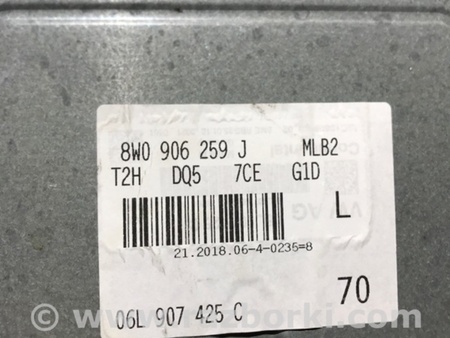 8W0 906 259 J MLB2
T2H DQ5 7CE G1D
L
21.2018.06-4-0235=8
70
06L 907 425 C